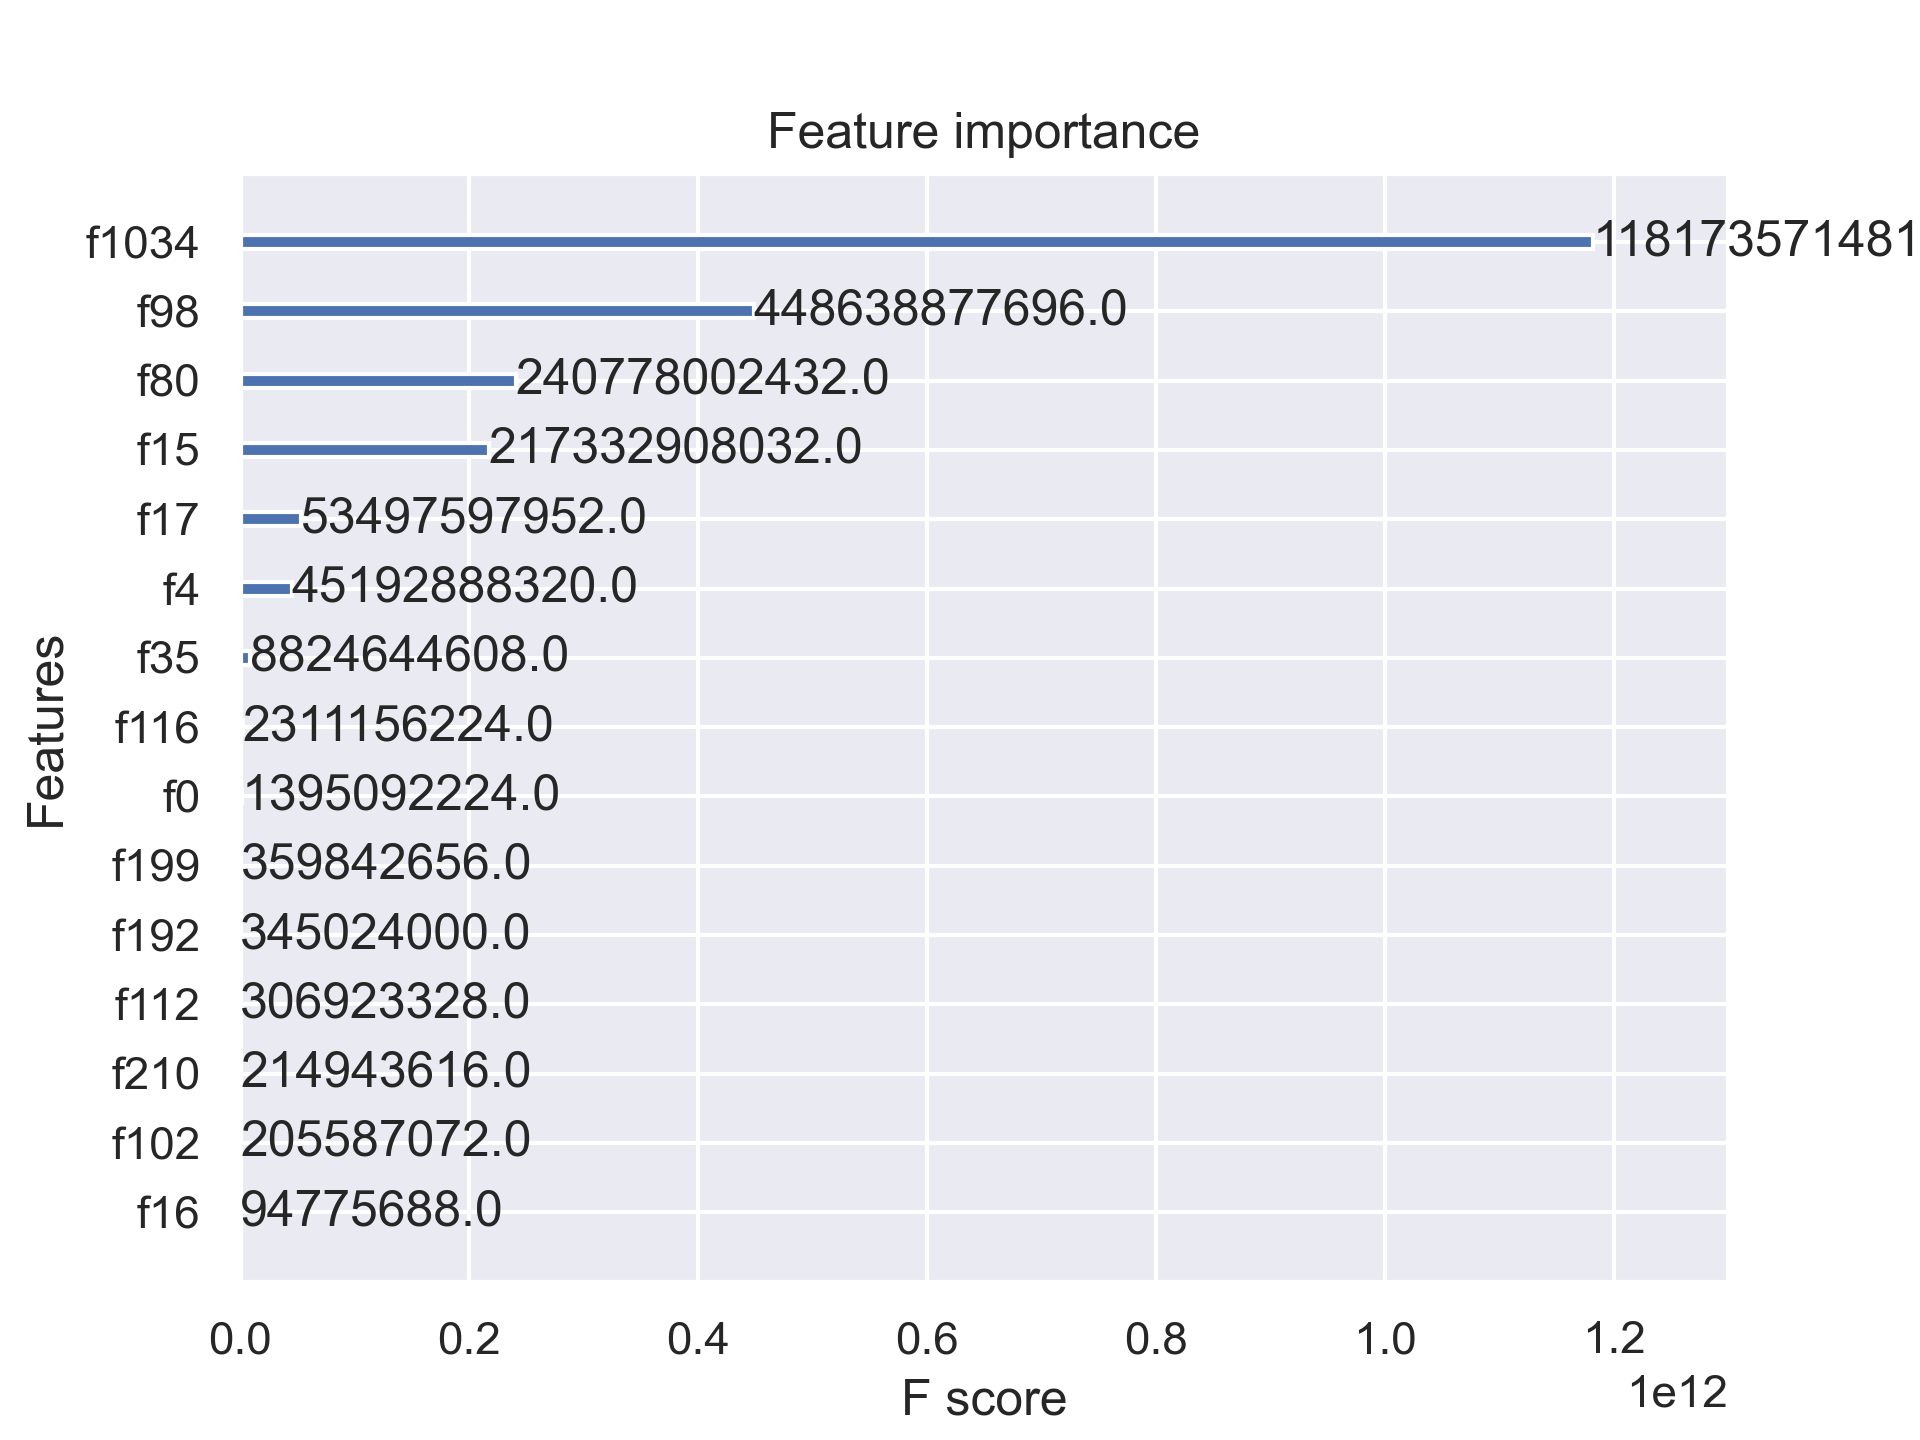 Feature importance
f1034 118173571481
f98 448638877696.0
f80 240778002432.0
f15 217332908032.0
f17 53497597952.0
f4 45192888320.0
f35 8824644608.0
f116 2311156224.0
f0 1395092224.0
f199 359842656.0
f192 345024000.0
f112 306923328.0
f210 214943616.0
f102 205587072.0
f16 94775688.0
Features
0.0 0.2 0.4 0.6 0.8 1.0 1.2
1e12
F score